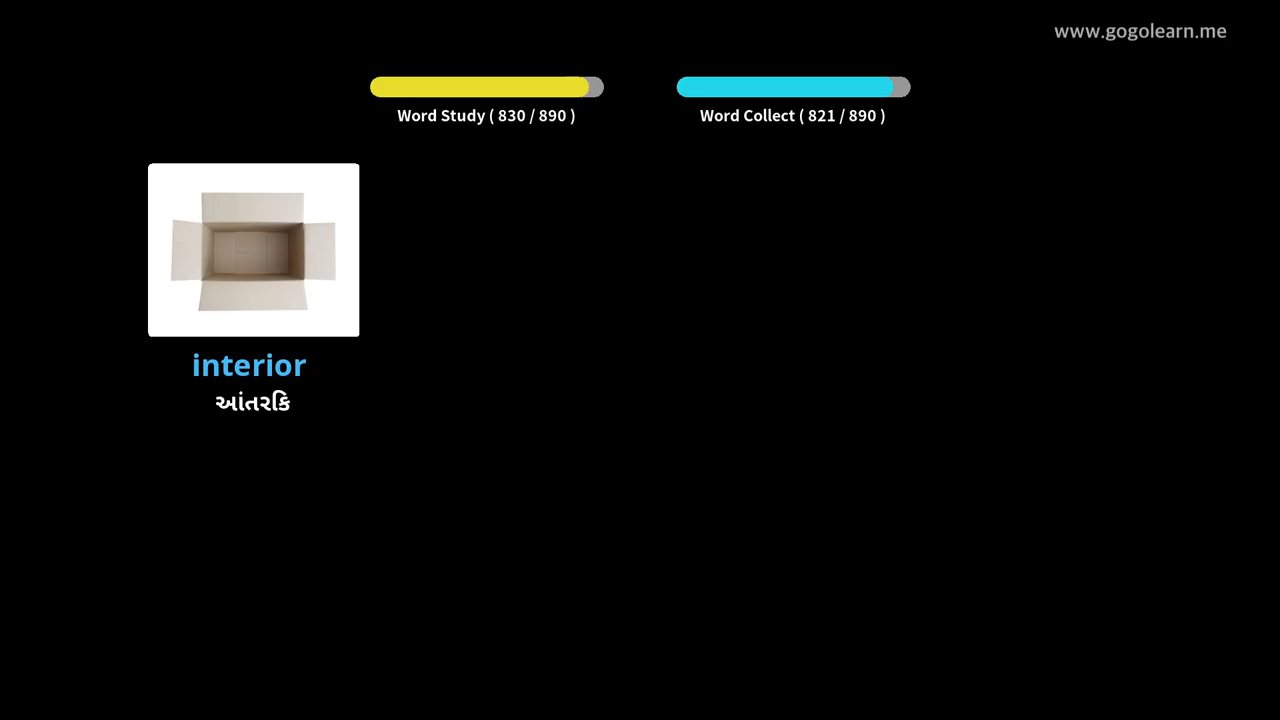 www.gogolearn.me
Word Study ( 830 / 890 )
Word Collect ( 821 / 890 )
interior
આંતરકિ